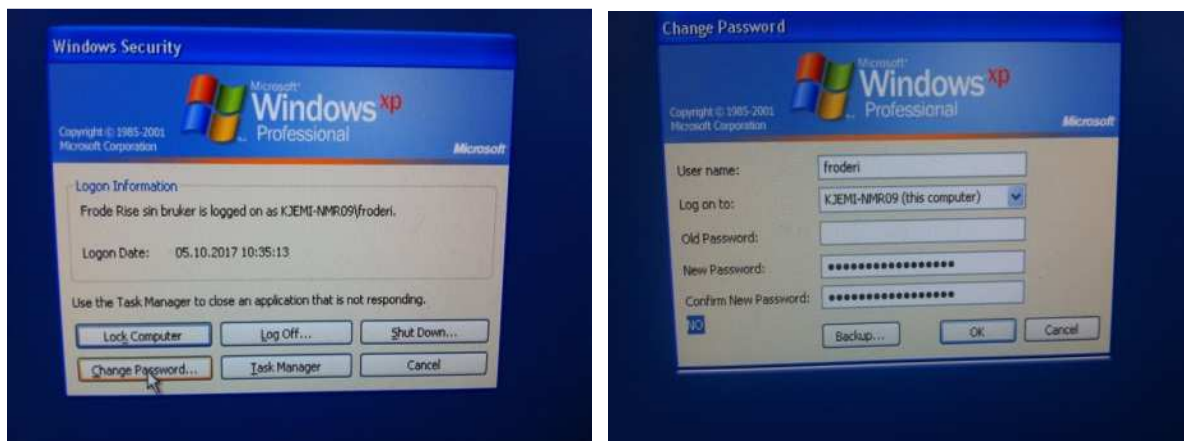 Windows Security
Microsoft
Windows xp
Professional
Copyright © 1985-2001
Microsoft Corporation
Microsoft
Logon Information
Frode Rise sin bruker is logged on as KJEMI-NMR09\froderi.
Logon Date: 05.10.2017 10:35:13
Use the Task Manager to close an application that is not responding.
Lock Computer Log Off... Shut Down...
Change Password... Task Manager Cancel
Change Password
Microsoft
Windows xp
Professional
Copyright © 1985-2001
Microsoft Corporation
Microsoft
User name: froderi
Log on to: KJEMI-NMR09 (this computer)
Old Password:
New Password: •••••••••••••••••
Confirm New Password: •••••••••••••••••
NO
Backup... OK Cancel